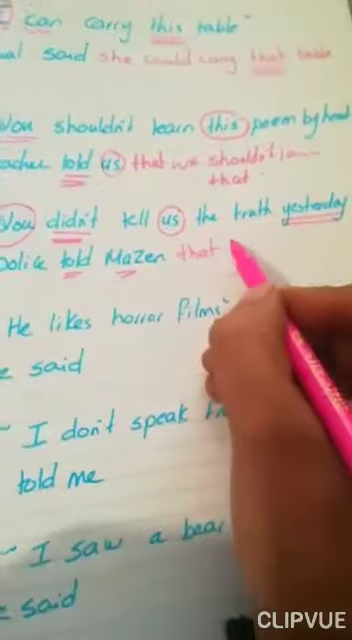 can carry this table"
said she could carry that table
You shouldn't learn this poem by heart
told us that we shouldn't
that
You didn't tell us the truth yesterday
Police told Mazen that
He likes horror films"
said
I don't speak
told me
I saw a bear
said
CLIPVUE